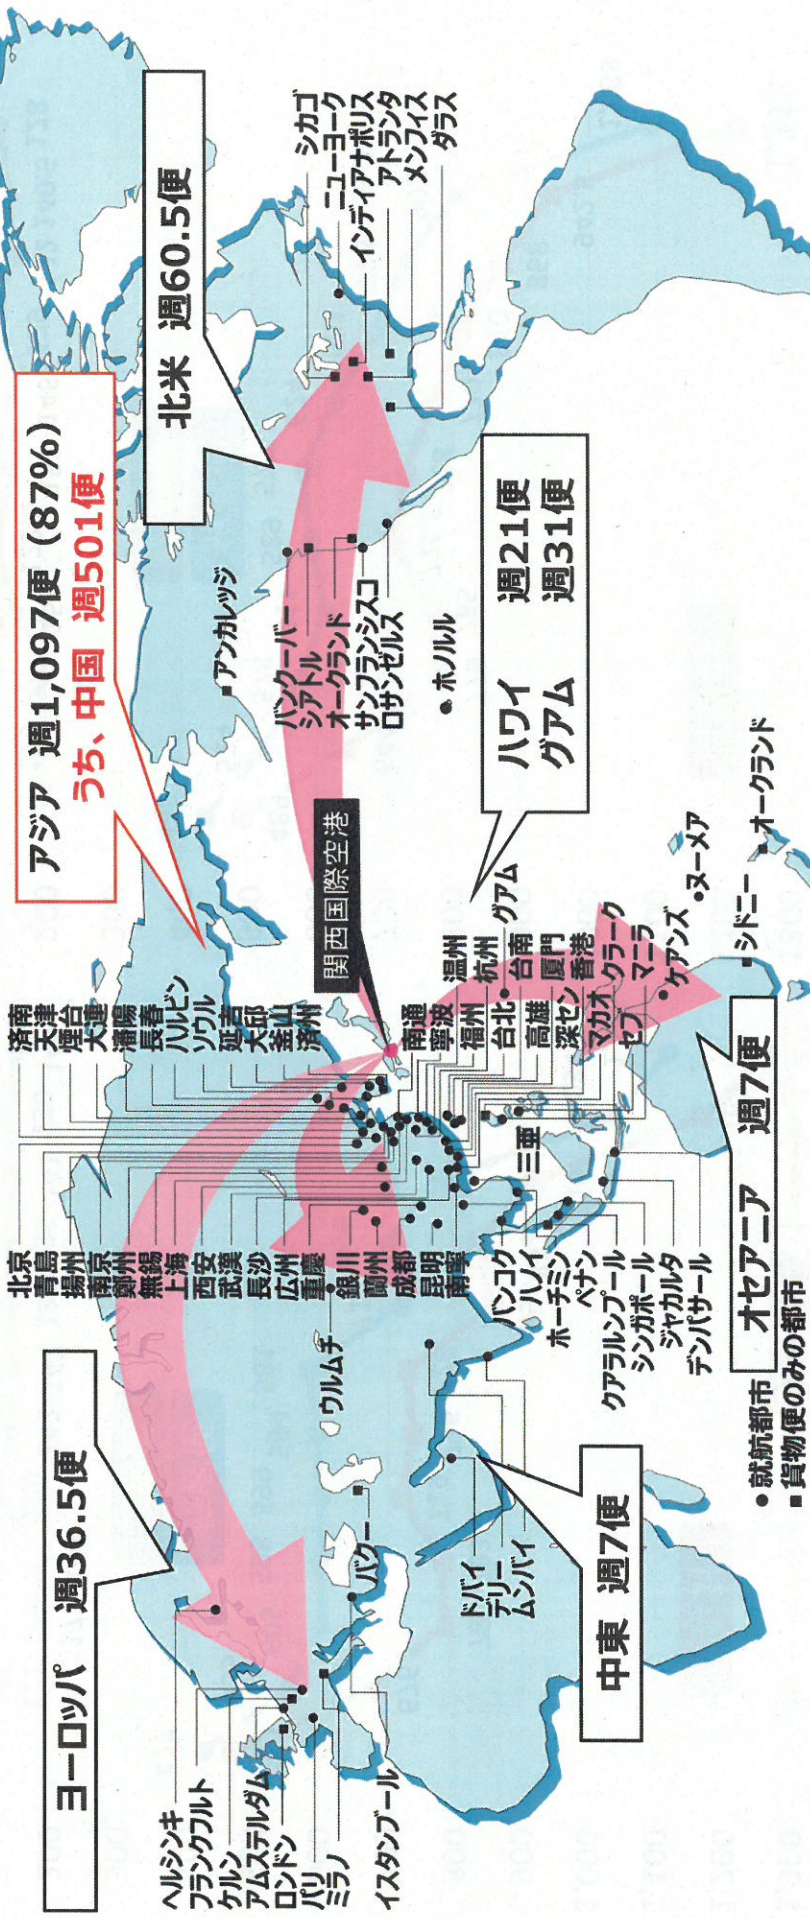 ヨーロッパ 週36.5便
アジア 週1,097便（87%）
うち、中国 週501便
北米 週60.5便
ハワイ 週21便
グアム 週31便
オセアニア 週7便
中東 週7便
関西国際空港
ヘルシンキ
フランクフルト
ケルン
アムステルダム
ロンドン
パリ
ミラノ
イスタンブール
バクー
ウルムチ
ドバイ
デリー
ムンバイ
北京
青島
揚州
南京
鄭州
無錫
上海
西安
武漢
長沙
広州
重慶
銀川
蘭州
成都
昆明
南寧
済南
天津
煙台
大連
瀋陽
長春
ハルビン
ソウル
延吉
大邱
釜山
済州
南通
寧波
福州
台北
高雄
深セン
マカオ
セブ
温州
杭州
台南
厦門
香港
クラーク
マニラ
グアム
三亜
バンコク
ハノイ
ホーチミン
ペナン
クアラルンプール
シンガポール
ジャカルタ
デンパサール
ケアンズ
ヌーメア
シドニー
オークランド
アンカレッジ
バンクーバー
シアトル
オークランド
サンフランシスコ
ロサンゼルス
ホノルル
シカゴ
ニューヨーク
インディアナポリス
アトランタ
メンフィス
ダラス
●就航都市
■貨物便のみの都市